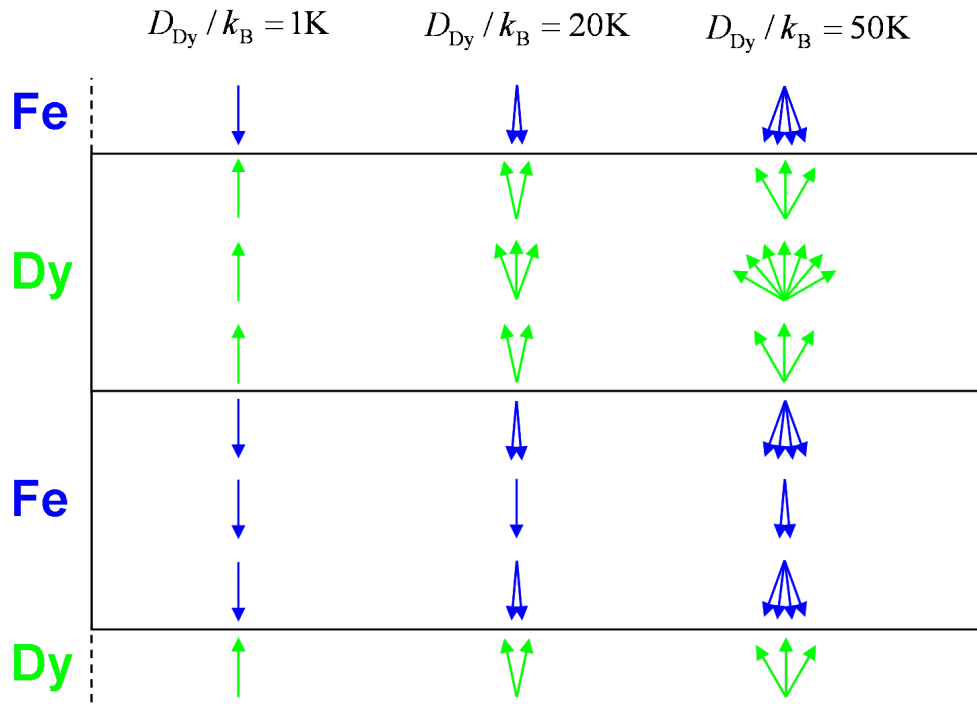 D_Dy / k_B = 1K D_Dy / k_B = 20K D_Dy / k_B = 50K
Fe
Dy
Fe
Dy